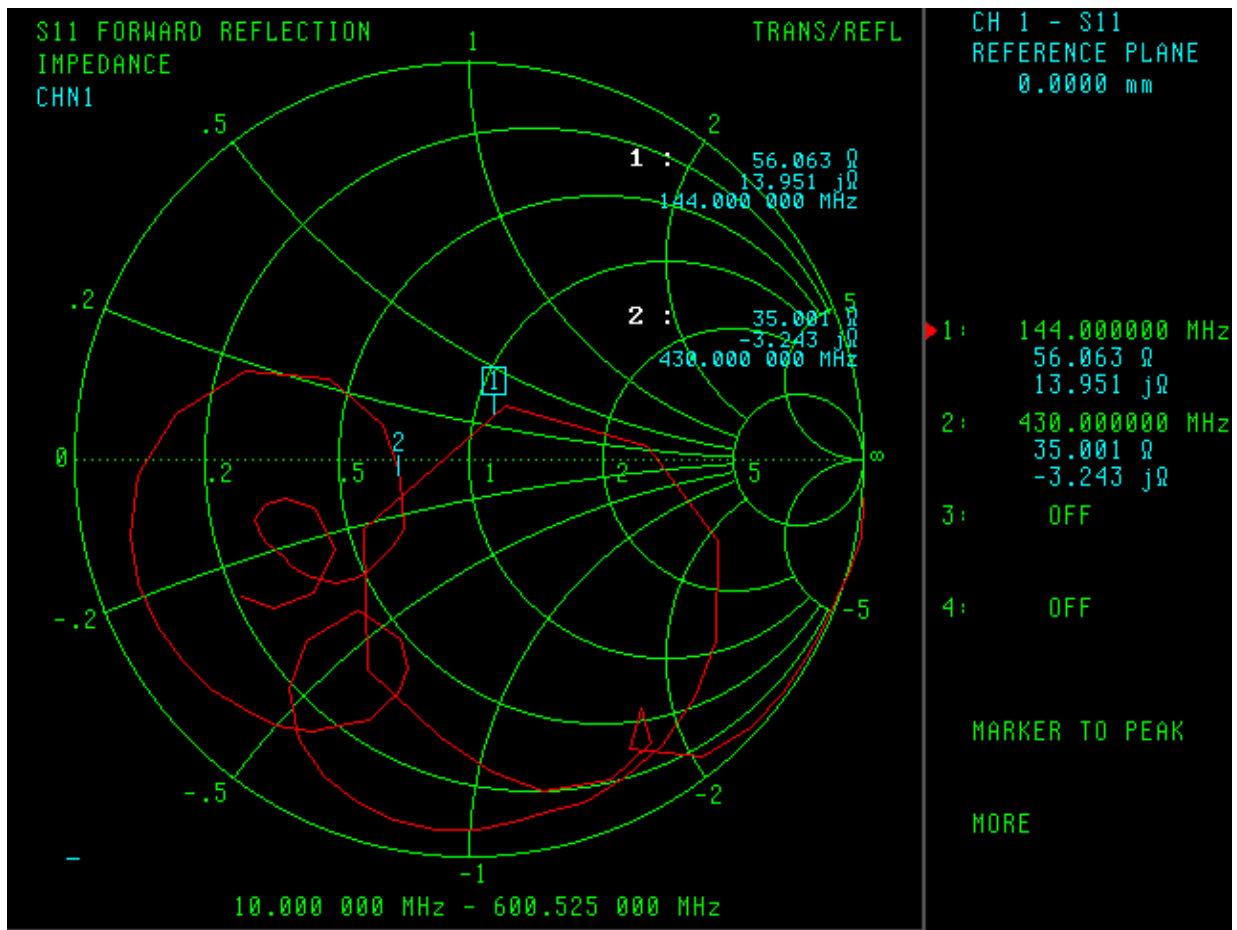 S11 FORWARD REFLECTION
IMPEDANCE
CHN1
TRANS/REFL
1
.5
2
.2
5
0
.2
.5
1
2
5
∞
-.2
-5
-.5
-2
-1
1 :
56.063 Ω
13.951 jΩ
144.000 000 MHz
2 :
35.001 Ω
-3.243 jΩ
430.000 000 MHz
1
2
10.000 000 MHz - 600.525 000 MHz
CH 1 - S11
REFERENCE PLANE
0.0000 mm
1: 144.000000 MHz
56.063 Ω
13.951 jΩ
2: 430.000000 MHz
35.001 Ω
-3.243 jΩ
3: OFF
4: OFF
MARKER TO PEAK
MORE